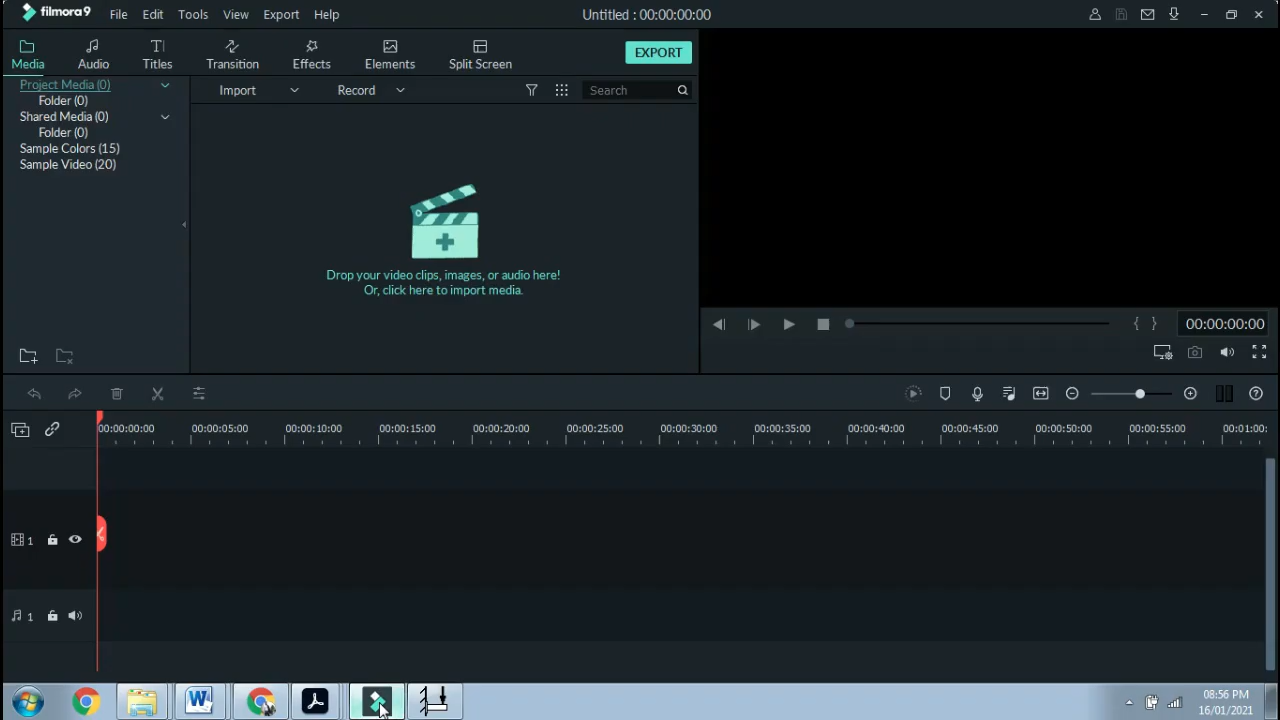 filmora9 File Edit Tools View Export Help Untitled : 00:00:00:00
Media Audio Titles Transition Effects Elements Split Screen EXPORT
Project Media (0)
Folder (0)
Shared Media (0)
Folder (0)
Sample Colors (15)
Sample Video (20)
Import Record Search
Drop your video clips, images, or audio here!
Or, click here to import media.
{ } 00:00:00:00
00:00:00:00 00:00:05:00 00:00:10:00 00:00:15:00 00:00:20:00 00:00:25:00 00:00:30:00 00:00:35:00 00:00:40:00 00:00:45:00 00:00:50:00 00:00:55:00 00:01:00:
1
1
08:56 PM
16/01/2021